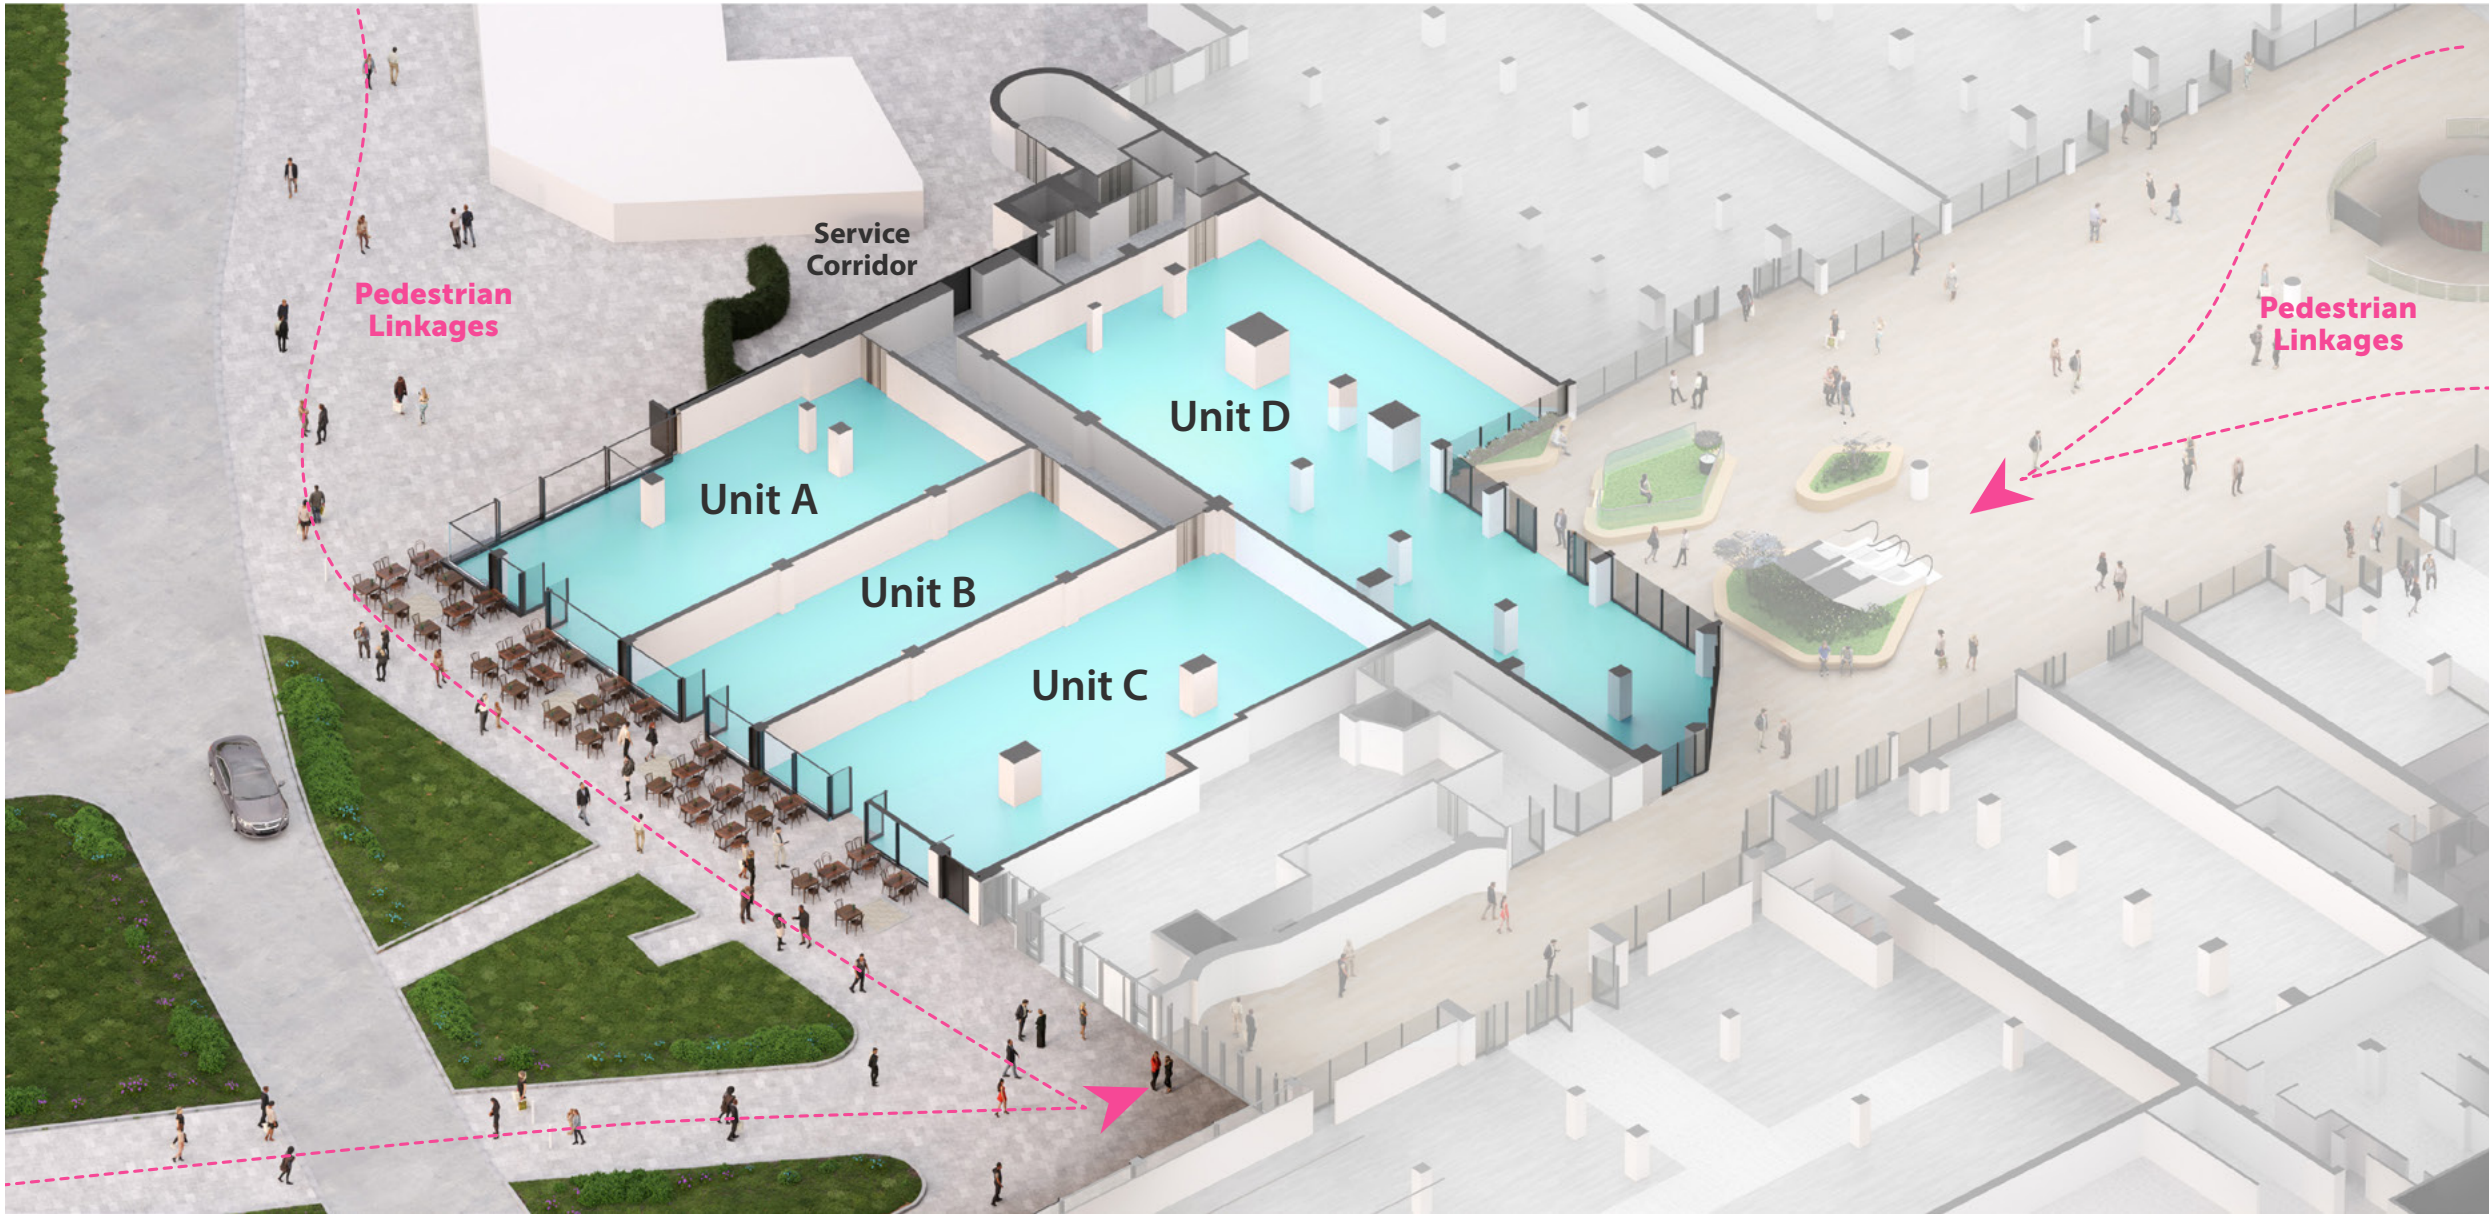 Service
Corridor
Pedestrian
Linkages
Pedestrian
Linkages
Unit D
Unit A
Unit B
Unit C